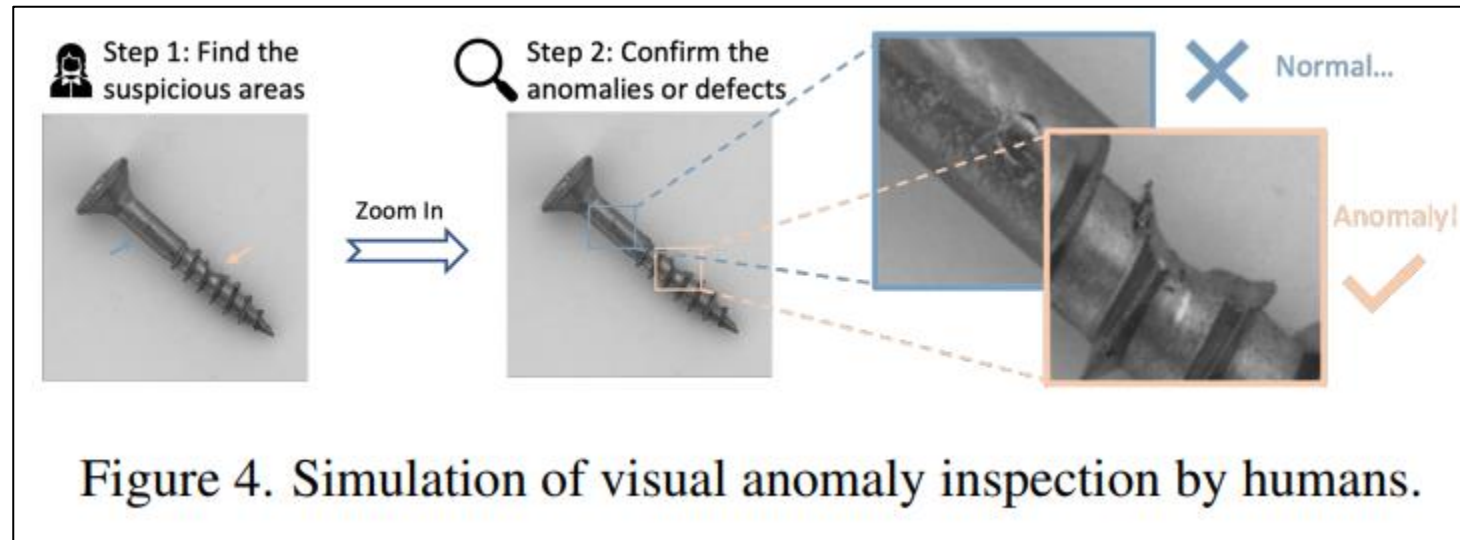 Step 1: Find the
suspicious areas
Zoom In
Step 2: Confirm the
anomalies or defects
Normal...
Anomaly!
Figure 4. Simulation of visual anomaly inspection by humans.